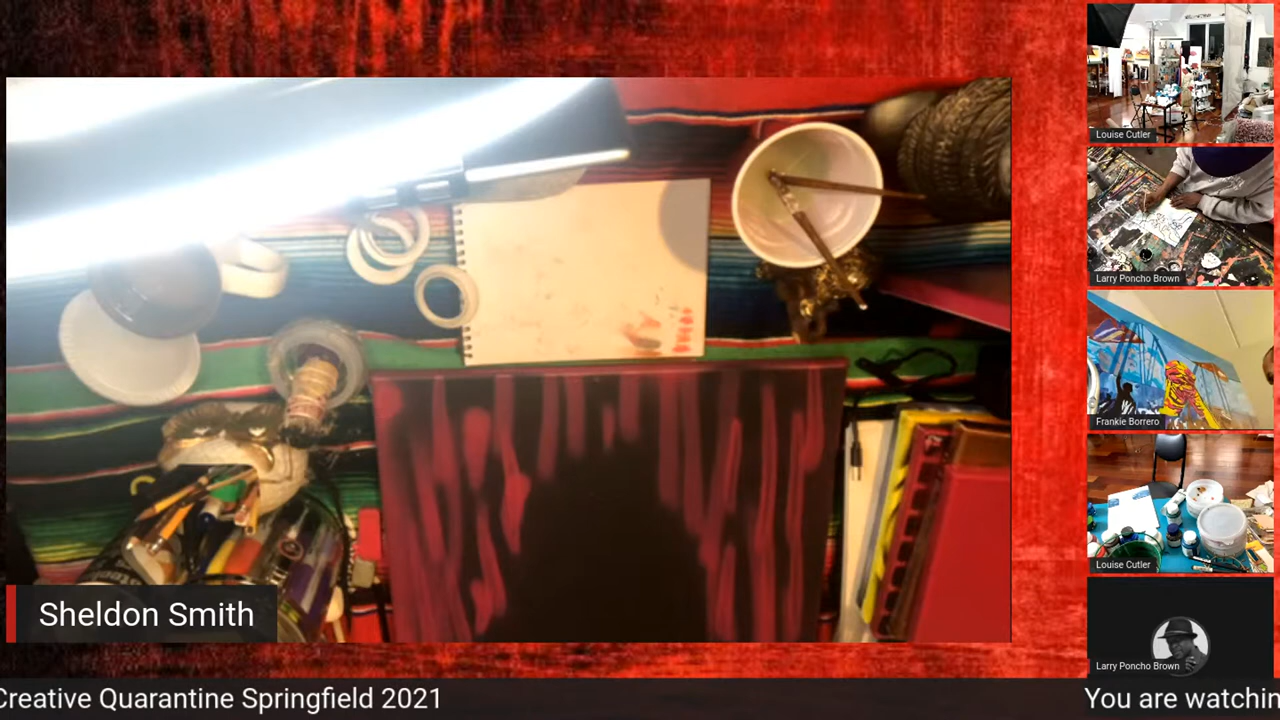 Louise Cutler
Larry Poncho Brown
Frankie Borrero
Louise Cutler
Larry Poncho Brown
Sheldon Smith
Creative Quarantine Springfield 2021
You are watchin